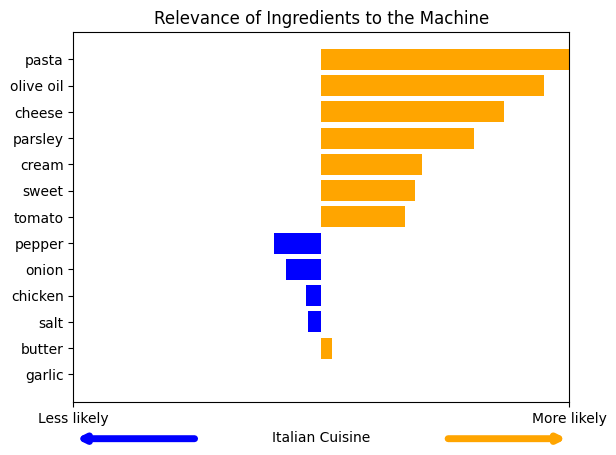 Relevance of Ingredients to the Machine
pasta
olive oil
cheese
parsley
cream
sweet
tomato
pepper
onion
chicken
salt
butter
garlic
Less likely
More likely
Italian Cuisine